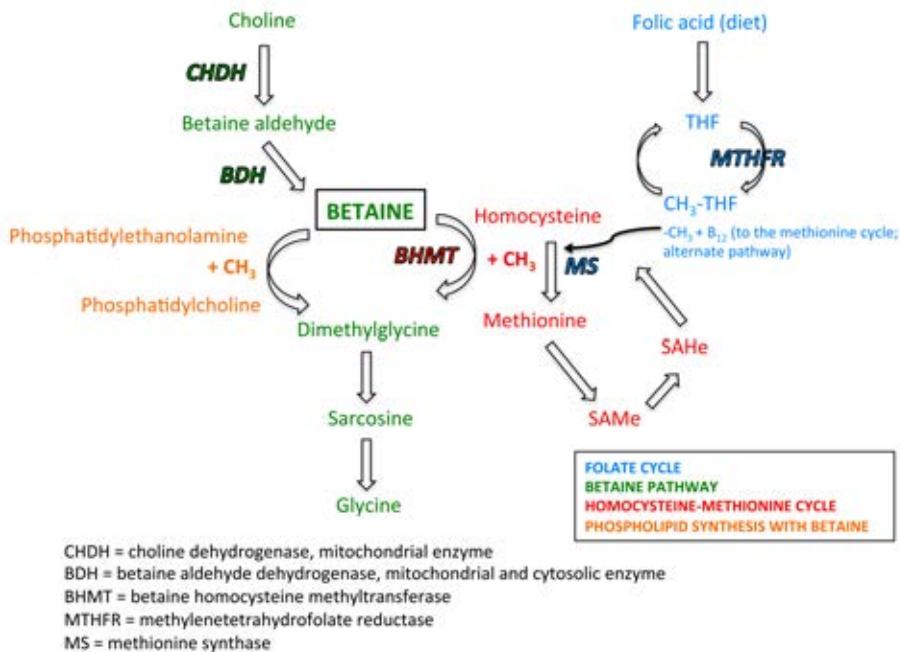 Choline
CHDH
Betaine aldehyde
BDH
BETAINE
Phosphatidylethanolamine
+ CH₃
Phosphatidylcholine
BHMT
Dimethylglycine
Sarcosine
Glycine
Homocysteine
+ CH₃
MS
Methionine
SAMe
SAHe
Folic acid (diet)
THF
MTHFR
CH₃-THF
-CH₃ + B₁₂ (to the methionine cycle;
alternate pathway)
FOLATE CYCLE
BETAINE PATHWAY
HOMOCYSTEINE-METHIONINE CYCLE
PHOSPHOLIPID SYNTHESIS WITH BETAINE
CHDH = choline dehydrogenase, mitochondrial enzyme
BDH = betaine aldehyde dehydrogenase, mitochondrial and cytosolic enzyme
BHMT = betaine homocysteine methyltransferase
MTHFR = methylenetetrahydrofolate reductase
MS = methionine synthase